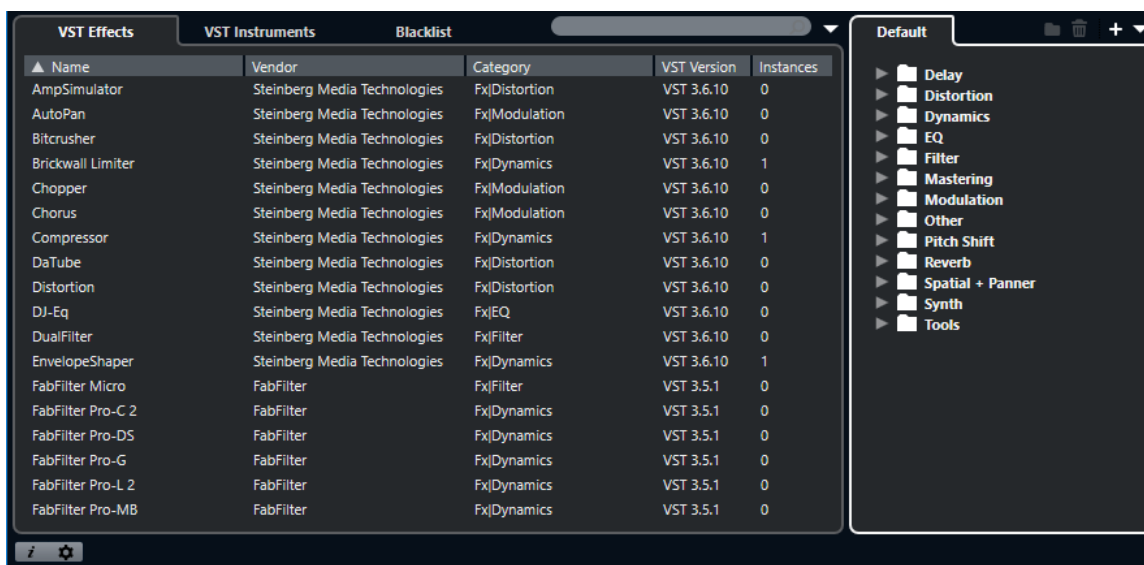 VST Effects VST Instruments Blacklist
Name Vendor Category VST Version Instances
AmpSimulator Steinberg Media Technologies Fx|Distortion VST 3.6.10 0
AutoPan Steinberg Media Technologies Fx|Modulation VST 3.6.10 0
Bitcrusher Steinberg Media Technologies Fx|Distortion VST 3.6.10 0
Brickwall Limiter Steinberg Media Technologies Fx|Dynamics VST 3.6.10 1
Chopper Steinberg Media Technologies Fx|Modulation VST 3.6.10 0
Chorus Steinberg Media Technologies Fx|Modulation VST 3.6.10 0
Compressor Steinberg Media Technologies Fx|Dynamics VST 3.6.10 1
DaTube Steinberg Media Technologies Fx|Distortion VST 3.6.10 0
Distortion Steinberg Media Technologies Fx|Distortion VST 3.6.10 0
DJ-Eq Steinberg Media Technologies Fx|EQ VST 3.6.10 0
DualFilter Steinberg Media Technologies Fx|Filter VST 3.6.10 0
EnvelopeShaper Steinberg Media Technologies Fx|Dynamics VST 3.6.10 1
FabFilter Micro FabFilter Fx|Filter VST 3.5.1 0
FabFilter Pro-C 2 FabFilter Fx|Dynamics VST 3.5.1 0
FabFilter Pro-DS FabFilter Fx|Dynamics VST 3.5.1 0
FabFilter Pro-G FabFilter Fx|Dynamics VST 3.5.1 0
FabFilter Pro-L 2 FabFilter Fx|Dynamics VST 3.5.1 0
FabFilter Pro-MB FabFilter Fx|Dynamics VST 3.5.1 0
Default
Delay
Distortion
Dynamics
EQ
Filter
Mastering
Modulation
Other
Pitch Shift
Reverb
Spatial + Panner
Synth
Tools